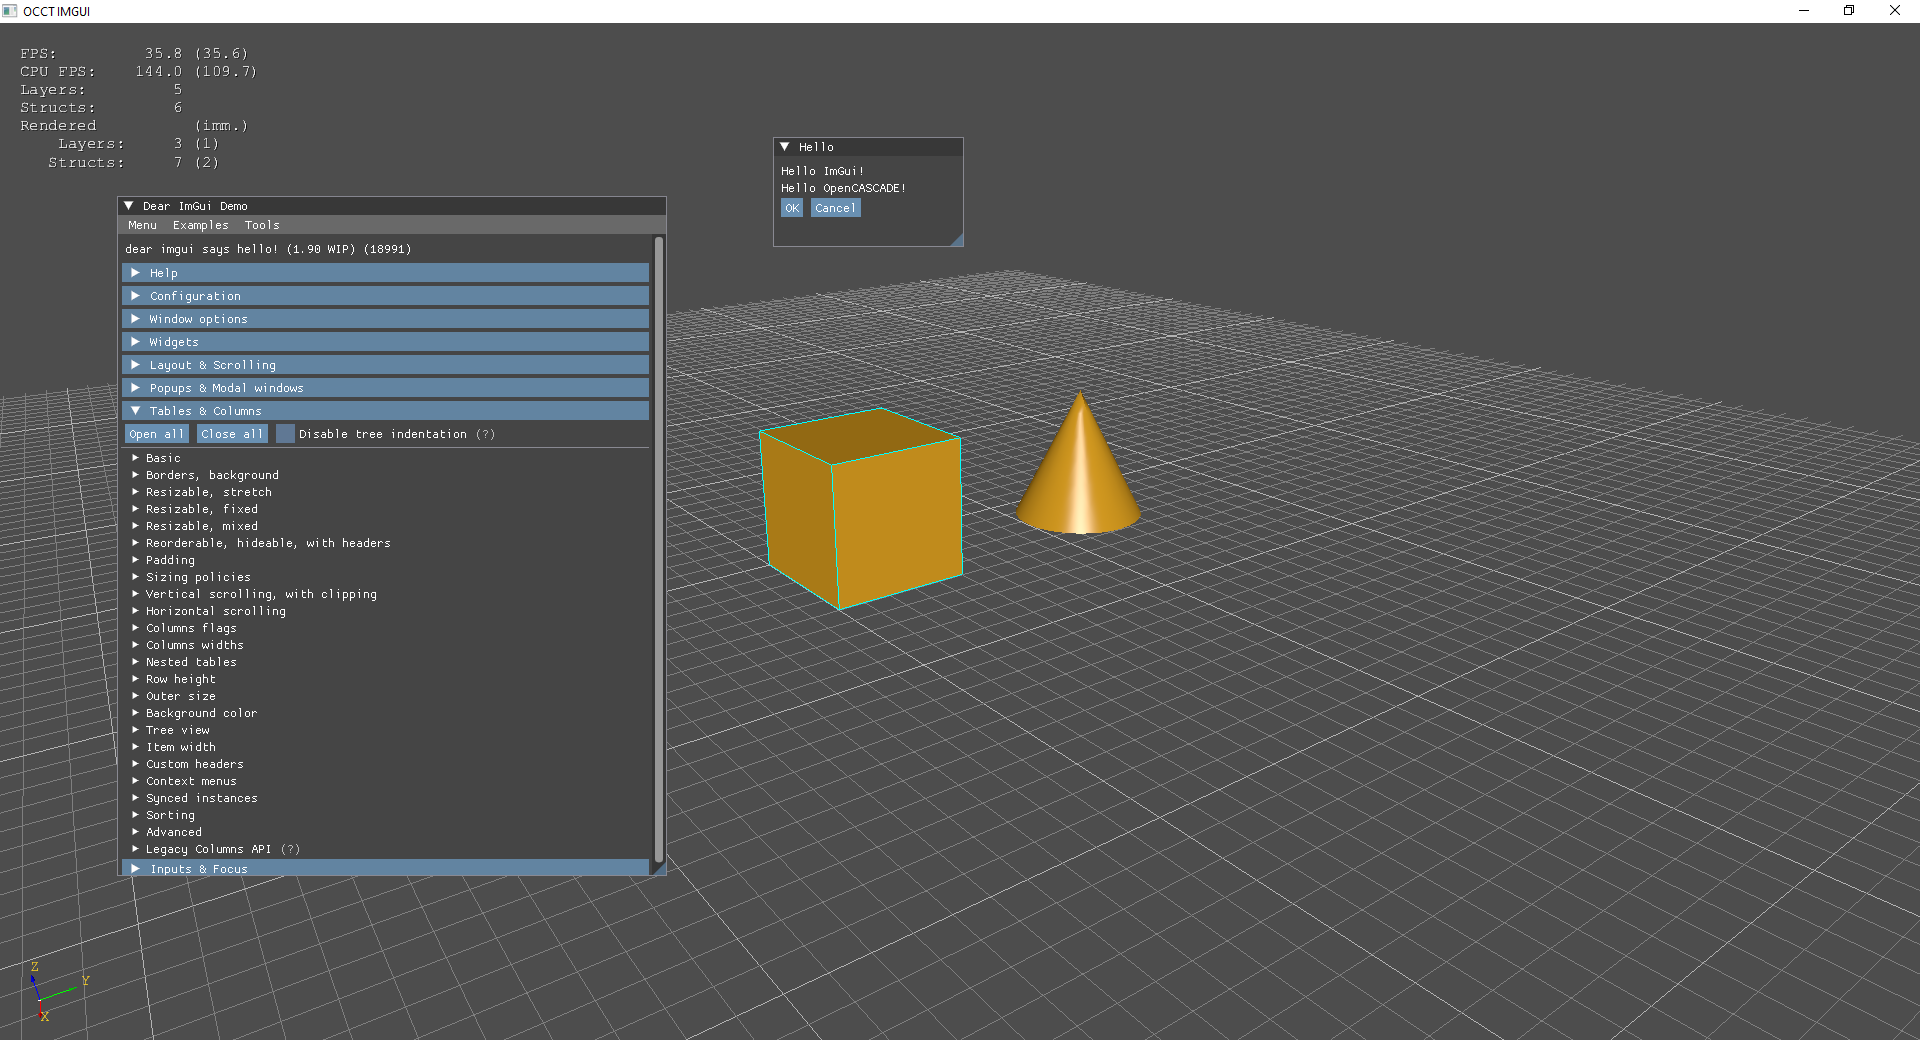 OCCT IMGUI
FPS: 35.8 (35.6)
CPU FPS: 144.0 (109.7)
Layers: 5
Structs: 6
Rendered (imm.)
Layers: 3 (1)
Structs: 7 (2)
Hello
Hello ImGui!
Hello OpenCASCADE!
OK Cancel
Dear ImGui Demo
Menu Examples Tools
dear imgui says hello! (1.90 WIP) (18991)
Help
Configuration
Window options
Widgets
Layout & Scrolling
Popups & Modal windows
Tables & Columns
Open all Close all Disable tree indentation (?)
Basic
Borders, background
Resizable, stretch
Resizable, fixed
Resizable, mixed
Reorderable, hideable, with headers
Padding
Sizing policies
Vertical scrolling, with clipping
Horizontal scrolling
Columns flags
Columns widths
Nested tables
Row height
Outer size
Background color
Tree view
Item width
Custom headers
Context menus
Synced instances
Sorting
Advanced
Legacy Columns API (?)
Inputs & Focus
Z
Y
X